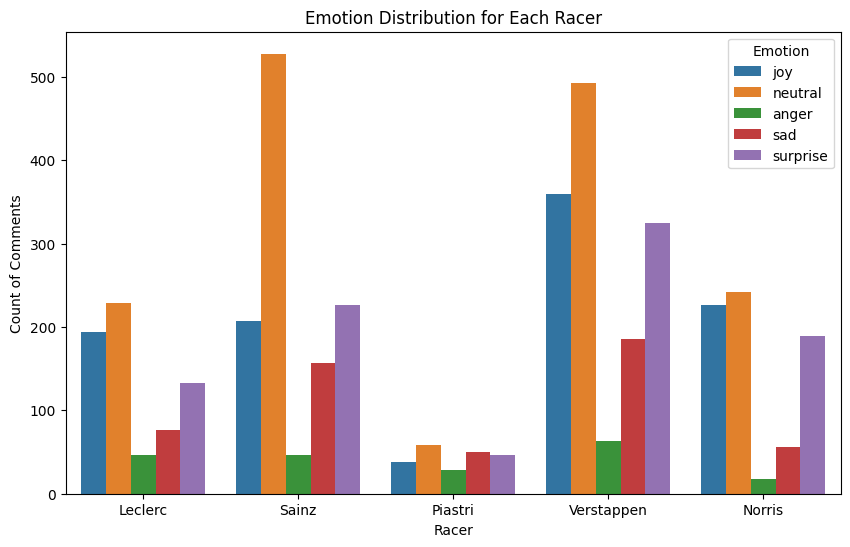 Emotion Distribution for Each Racer
Emotion
joy
neutral
anger
sad
surprise
Count of Comments
500
400
300
200
100
0
Leclerc
Sainz
Piastri
Verstappen
Norris
Racer